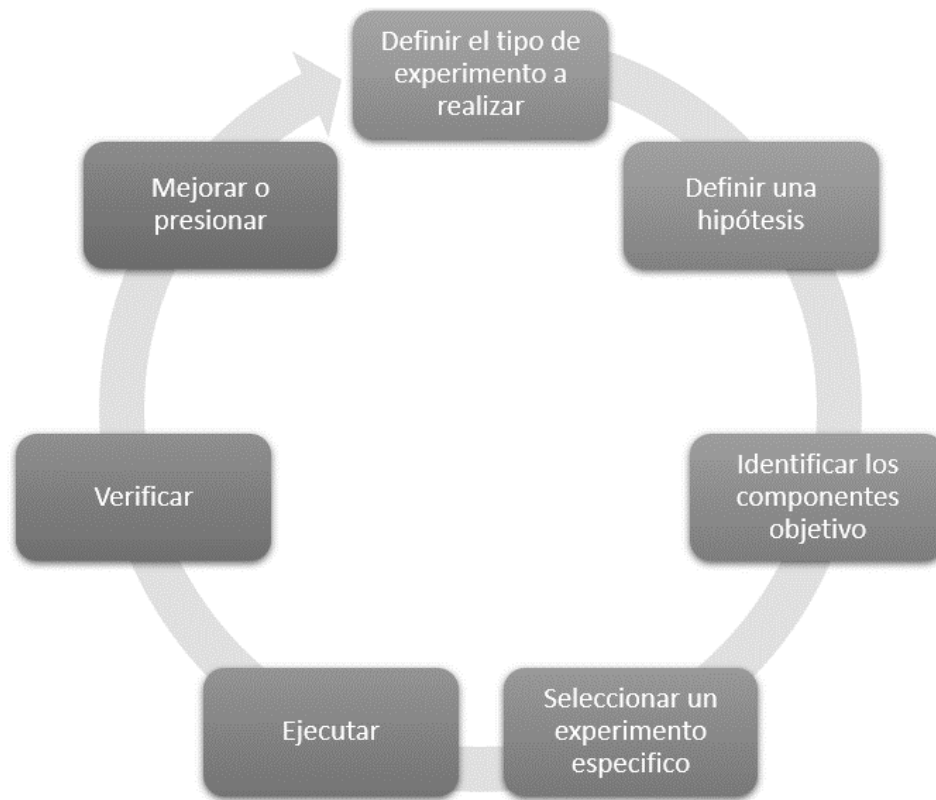 Definir el tipo de
experimento a
realizar
Definir una
hipótesis
Identificar los
componentes
objetivo
Seleccionar un
experimento
especifico
Ejecutar
Verificar
Mejorar o
presionar